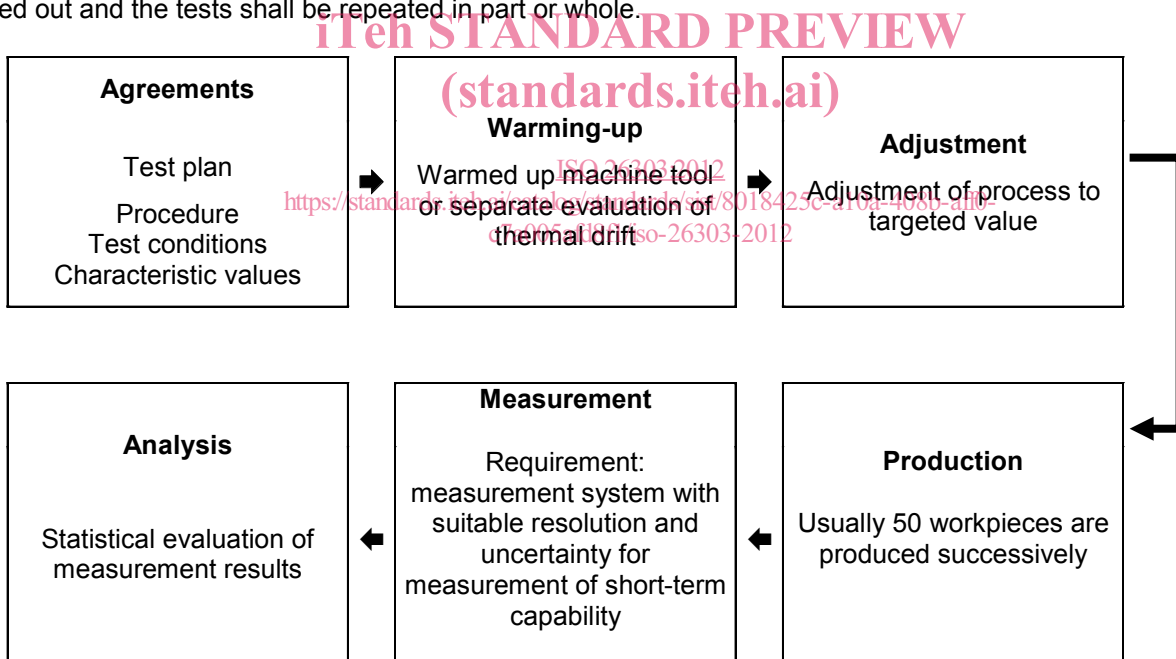 ed out and the tests shall be repeated in part or whole.
iTeh STANDARD PREVIEW
(standards.iteh.ai)
Agreements
Test plan
Procedure
Test conditions
Characteristic values
Warming-up
Warmed up machine tool
or separate evaluation of
thermal drift
ISO 26303:2012
Adjustment
Adjustment of process to
targeted value
Production
Usually 50 workpieces are
produced successively
Measurement
Requirement:
measurement system with
suitable resolution and
uncertainty for
measurement of short-term
capability
Analysis
Statistical evaluation of
measurement results